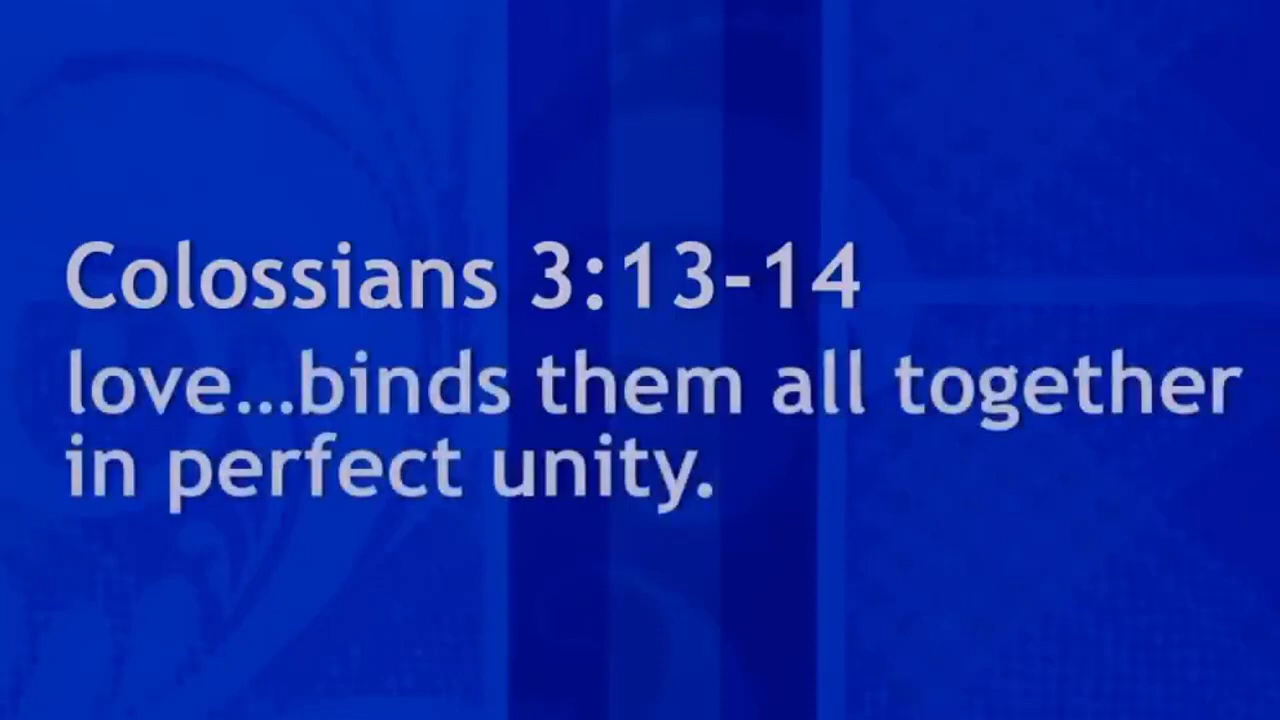 Colossians 3:13-14
love...binds them all together
in perfect unity.